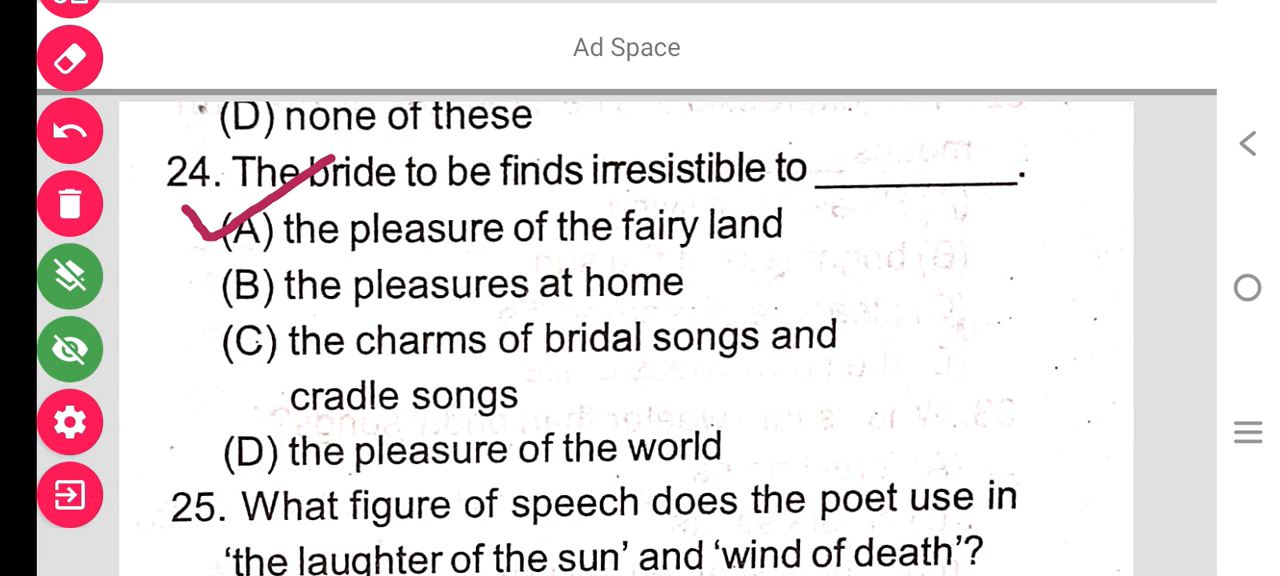 Ad Space
(D) none of these
24. The bride to be finds irresistible to ________.
(A) the pleasure of the fairy land
(B) the pleasures at home
(C) the charms of bridal songs and
cradle songs
(D) the pleasure of the world
25. What figure of speech does the poet use in
‘the laughter of the sun’ and ‘wind of death’?